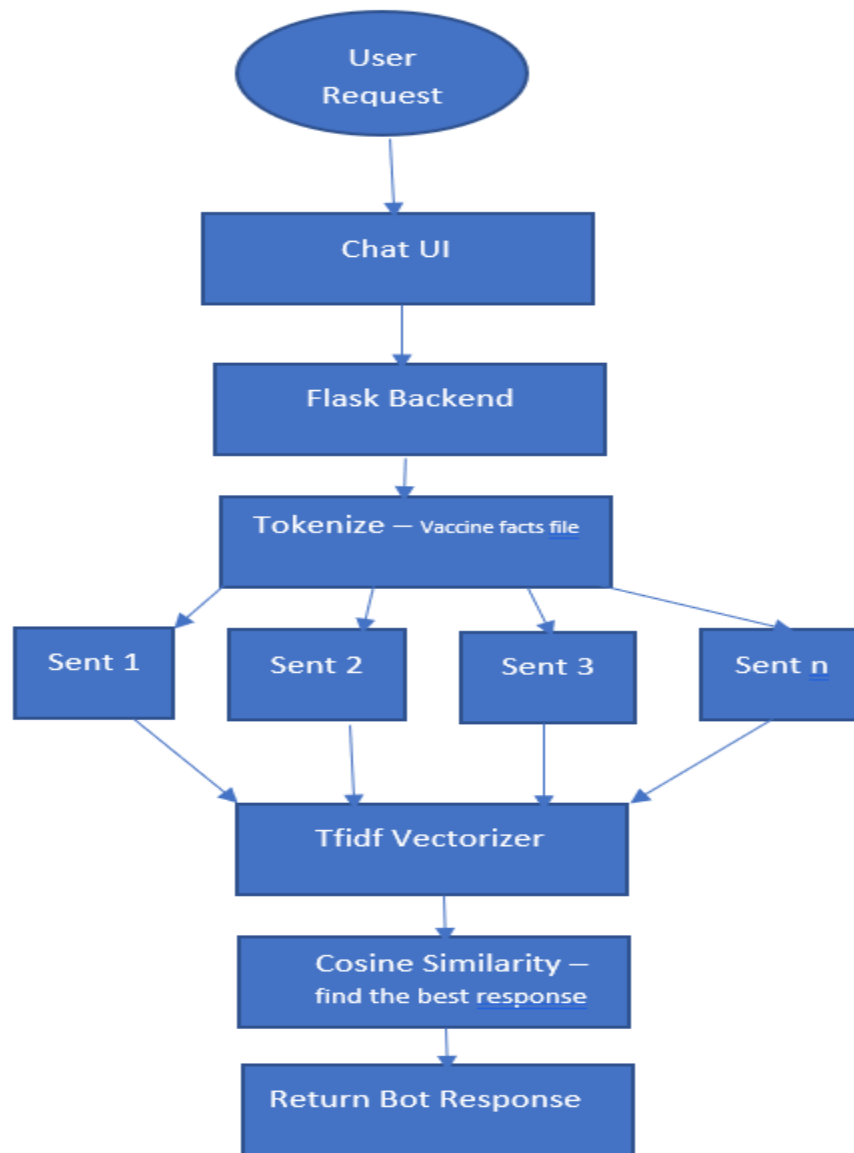 User
Request
Chat UI
Flask Backend
Tokenize – Vaccine facts file
Sent 1
Sent 2
Sent 3
Sent n
Tfidf Vectorizer
Cosine Similarity –
find the best response
Return Bot Response